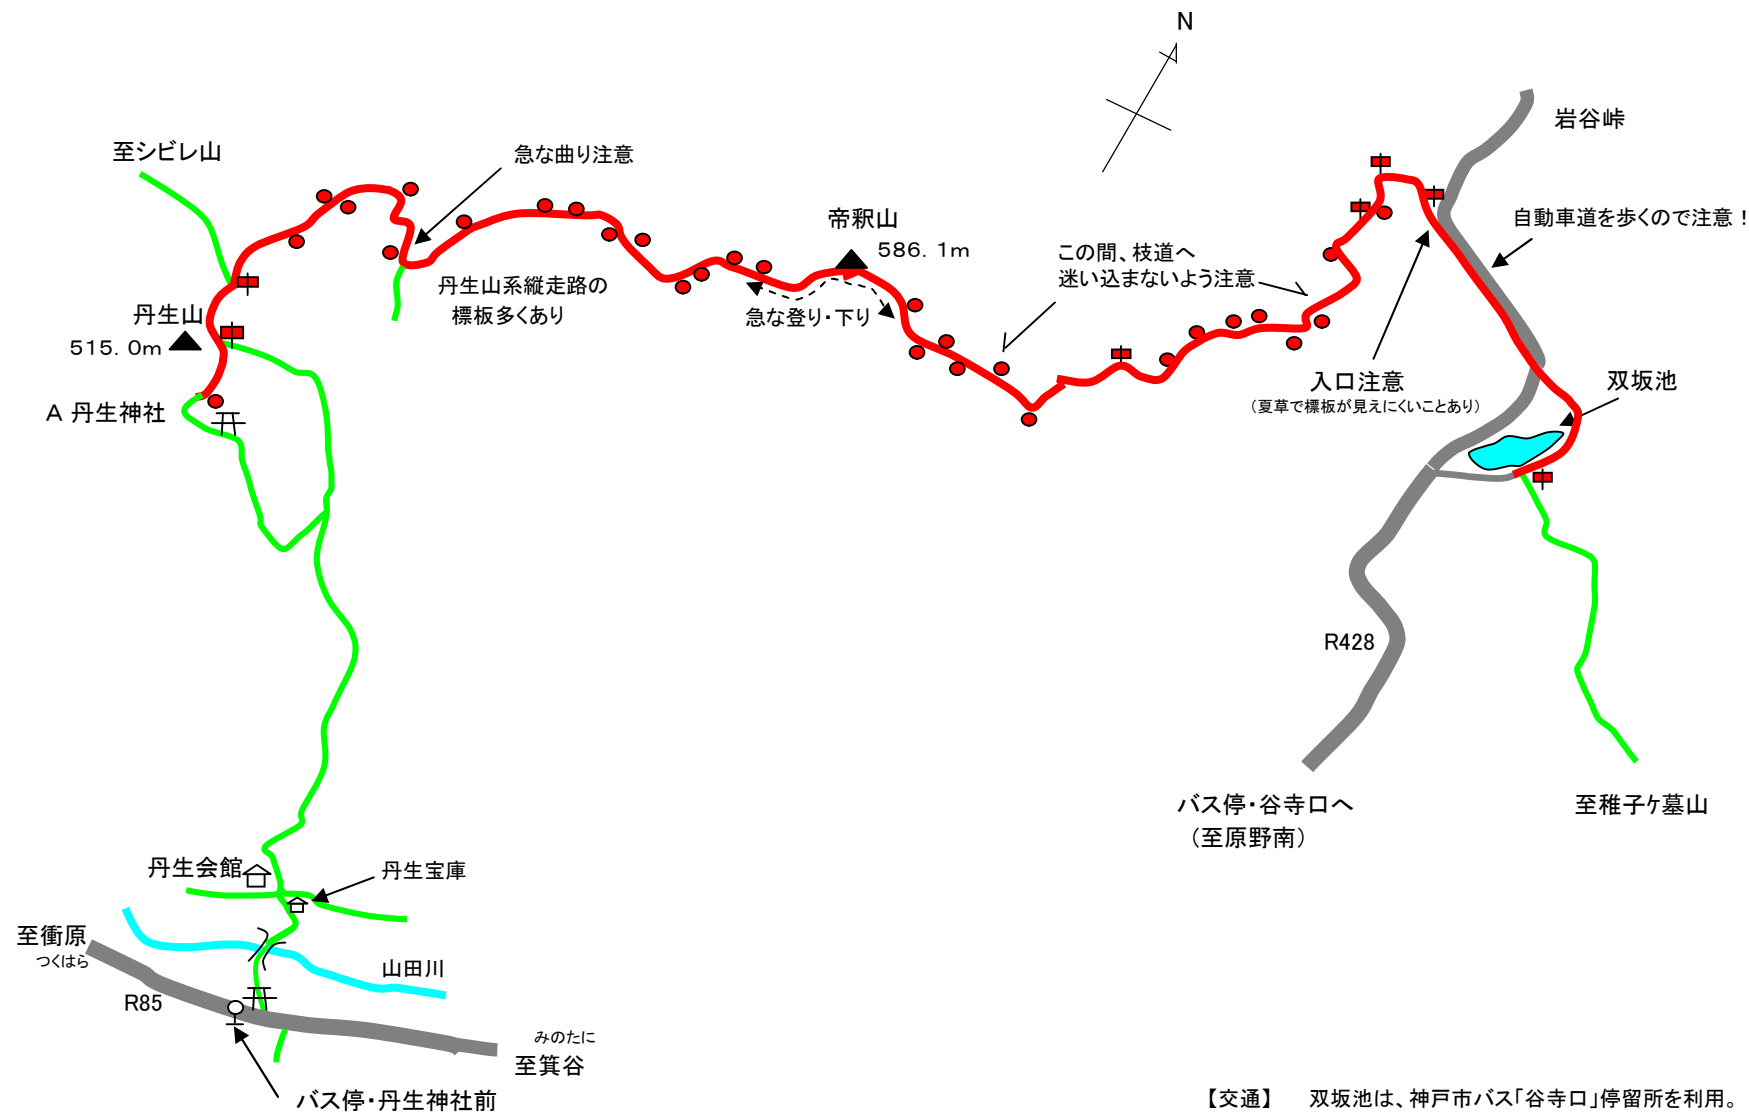 N
岩谷峠
至シビレ山
急な曲り注意
帝釈山
586.1m
自動車道を歩くので注意！
この間、枝道へ
迷い込まないよう注意
丹生山系縦走路の
標板多くあり
急な登り・下り
丹生山
515.0m
入口注意
（夏草で標板が見えにくいことあり）
双坂池
A 丹生神社
R428
バス停・谷寺口へ
（至原野南）
至稚子ケ墓山
丹生会館
丹生宝庫
至衝原
つくはら
山田川
R85
みのたに
至箕谷
バス停・丹生神社前
【交通】　双坂池は、神戸市バス「谷寺口」停留所を利用。